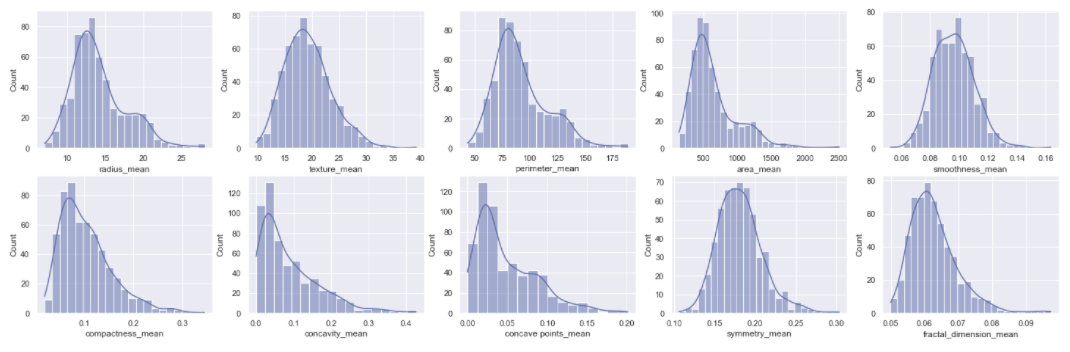 80
60
40
20
0
Count
10 15 20 25
radius_mean
80
60
40
20
0
Count
10 15 20 25 30 35 40
texture_mean
80
60
40
20
0
Count
50 75 100 125 150 175
perimeter_mean
100
80
60
40
20
0
Count
500 1000 1500 2000 2500
area_mean
80
60
40
20
0
Count
0.06 0.08 0.10 0.12 0.14 0.16
smoothness_mean
80
60
40
20
0
Count
0.1 0.2 0.3
compactness_mean
120
100
80
60
40
20
0
Count
0.0 0.1 0.2 0.3 0.4
concavity_mean
120
100
80
60
40
20
0
Count
0.00 0.05 0.10 0.15 0.20
concave points_mean
70
60
50
40
30
20
10
0
Count
0.10 0.15 0.20 0.25 0.30
symmetry_mean
80
60
40
20
0
Count
0.05 0.06 0.07 0.08 0.09
fractal_dimension_mean